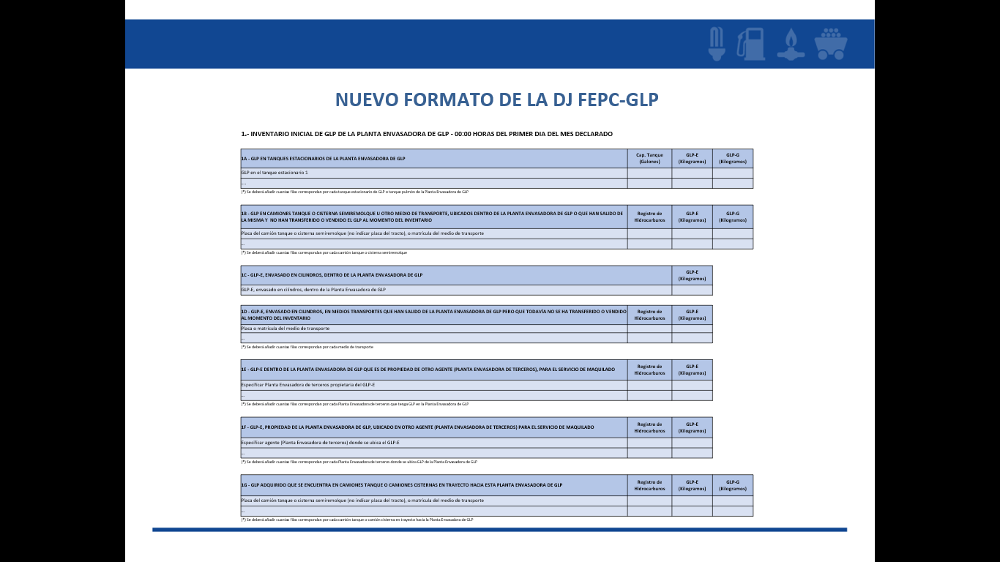 NUEVO FORMATO DE LA DJ FEPC-GLP
1.- INVENTARIO INICIAL DE GLP DE LA PLANTA ENVASADORA DE GLP - 00:00 HORAS DEL PRIMER DIA DEL MES DECLARADO
1A - GLP EN TANQUES ESTACIONARIOS DE LA PLANTA ENVASADORA DE GLP
Cap. Tanque
(Galones)
GLP-E
(Kilogramos)
GLP-G
(Kilogramos)
GLP en el tanque estacionario 1
...
(*) Se deberá añadir cuantas filas correspondan por cada tanque estacionario de GLP o tanque pulmón de la Planta Envasadora de GLP
1B - GLP EN CAMIONES TANQUE O CISTERNA SEMIREMOLQUE U OTRO MEDIO DE TRANSPORTE, UBICADOS DENTRO DE LA PLANTA ENVASADORA DE GLP O QUE HAN SALIDO DE
LA MISMA Y NO HAN TRANSFERIDO O VENDIDO EL GLP AL MOMENTO DEL INVENTARIO
Registro de
Hidrocarburos
GLP-E
(Kilogramos)
GLP-G
(Kilogramos)
Placa del camión tanque o cisterna semiremolque (no indicar placa del tracto), o matrícula del medio de transporte
...
(*) Se deberá añadir cuantas filas correspondan por cada camión tanque o cisterna semiremolque
1C - GLP-E, ENVASADO EN CILINDROS, DENTRO DE LA PLANTA ENVASADORA DE GLP
GLP-E
(Kilogramos)
GLP-E, envasado en cilindros, dentro de la Planta Envasadora de GLP
1D - GLP-E, ENVASADO EN CILINDROS, EN MEDIOS TRANSPORTES QUE HAN SALIDO DE LA PLANTA ENVASADORA DE GLP PERO QUE TODAVÍA NO SE HA TRANSFERIDO O VENDIDO
AL MOMENTO DEL INVENTARIO
Registro de
Hidrocarburos
GLP-E
(Kilogramos)
Placa o matrícula del medio de transporte
...
(*) Se deberá añadir cuantas filas correspondan por cada medio de transporte
1E - GLP-E DENTRO DE LA PLANTA ENVASADORA DE GLP QUE ES DE PROPIEDAD DE OTRO AGENTE (PLANTA ENVASADORA DE TERCEROS), PARA EL SERVICIO DE MAQUILADO
Registro de
Hidrocarburos
GLP-E
(Kilogramos)
Especificar Planta Envasadora de terceros propietaria del GLP-E
...
(*) Se deberá añadir cuantas filas correspondan por cada Planta Envasadora de terceros que tenga GLP en la Planta Envasadora de GLP
1F - GLP-E, PROPIEDAD DE LA PLANTA ENVASADORA DE GLP, UBICADO EN OTRO AGENTE (PLANTA ENVASADORA DE TERCEROS) PARA EL SERVICIO DE MAQUILADO
Registro de
Hidrocarburos
GLP-E
(Kilogramos)
Especificar agente (Planta Envasadora de terceros) donde se ubica el GLP-E
...
(*) Se deberá añadir cuantas filas correspondan por cada Planta Envasadora de terceros donde se ubica GLP de la Planta Envasadora de GLP
1G - GLP ADQUIRIDO QUE SE ENCUENTRA EN CAMIONES TANQUE O CAMIONES CISTERNAS EN TRAYECTO HACIA ESTA PLANTA ENVASADORA DE GLP
Registro de
Hidrocarburos
GLP-E
(Kilogramos)
GLP-G
(Kilogramos)
Placa del camión tanque o cisterna semiremolque (no indicar placa del tracto), o matrícula del medio de transporte
...
(*) Se deberá añadir cuantas filas correspondan por cada camión tanque o camión cisterna en trayecto hacía la Planta Envasadora de GLP